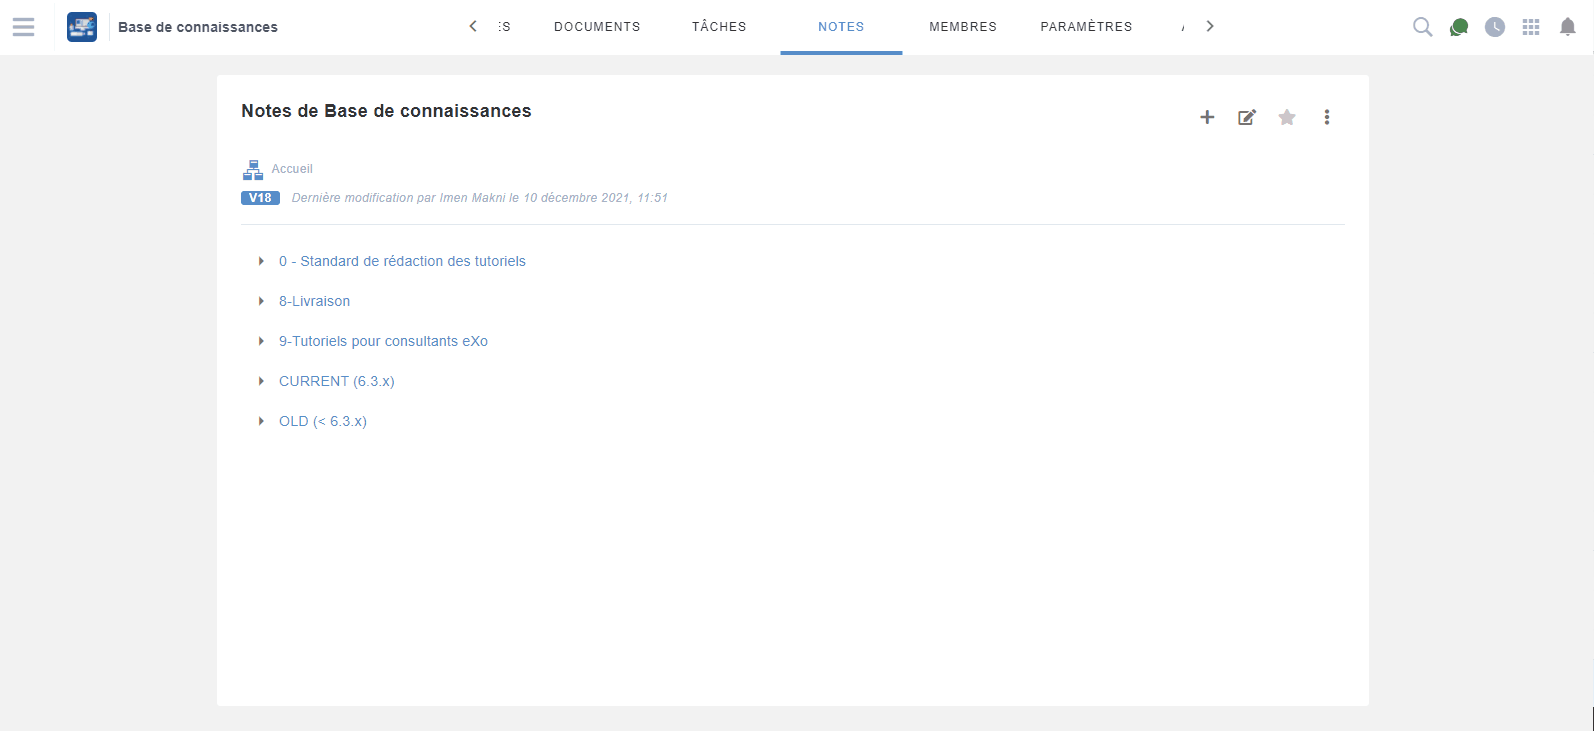 Base de connaissances
ES DOCUMENTS TÂCHES NOTES MEMBRES PARAMÈTRES
Notes de Base de connaissances
Accueil
V18 Dernière modification par Imen Makni le 10 décembre 2021, 11:51
0 - Standard de rédaction des tutoriels
8-Livraison
9-Tutoriels pour consultants eXo
CURRENT (6.3.x)
OLD (< 6.3.x)